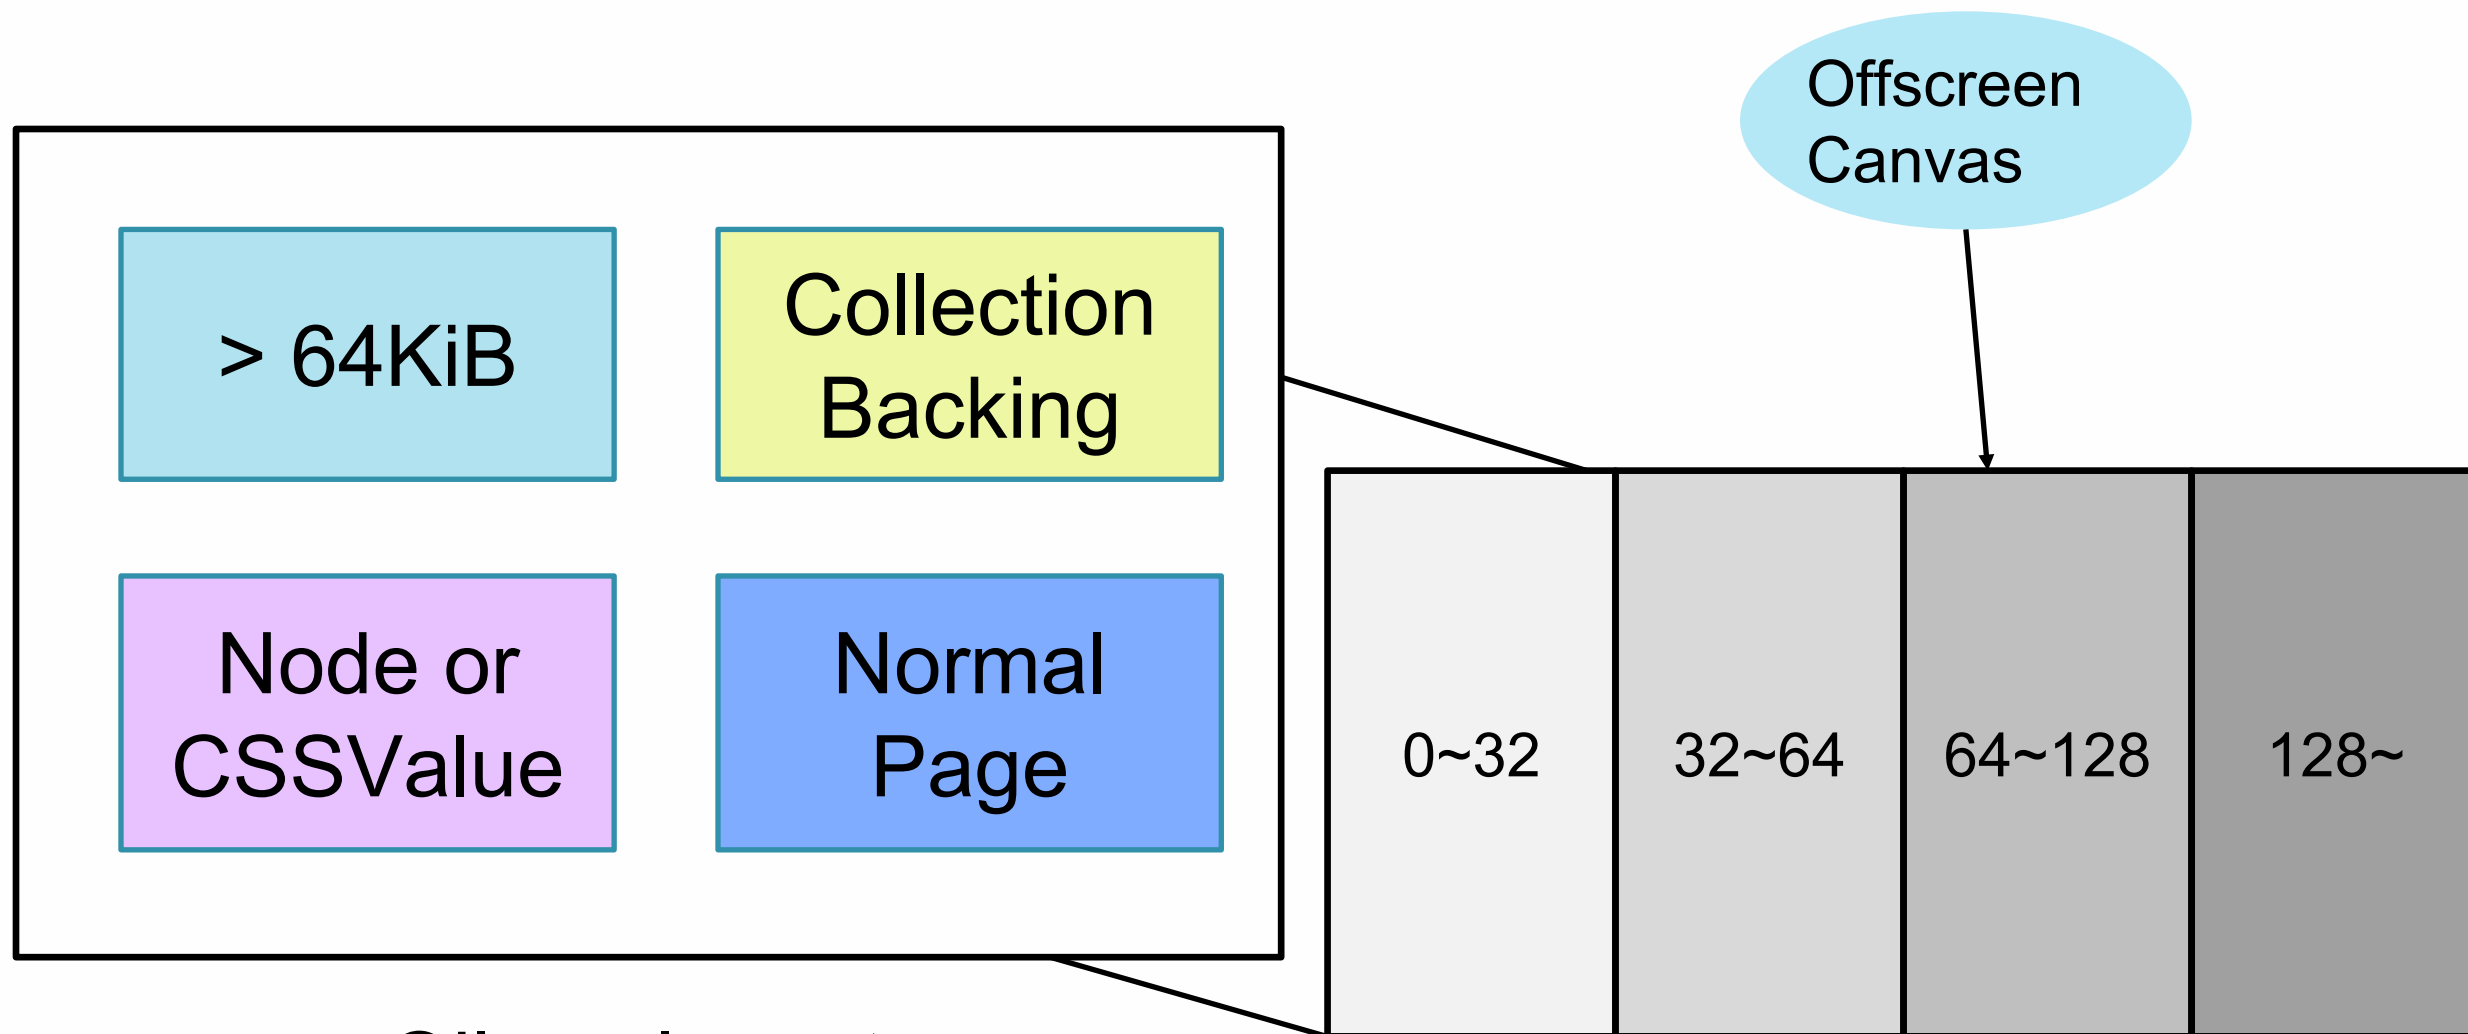 Offscreen
Canvas
> 64KiB
Collection
Backing
Node or
CSSValue
Normal
Page
0~32
32~64
64~128
128~